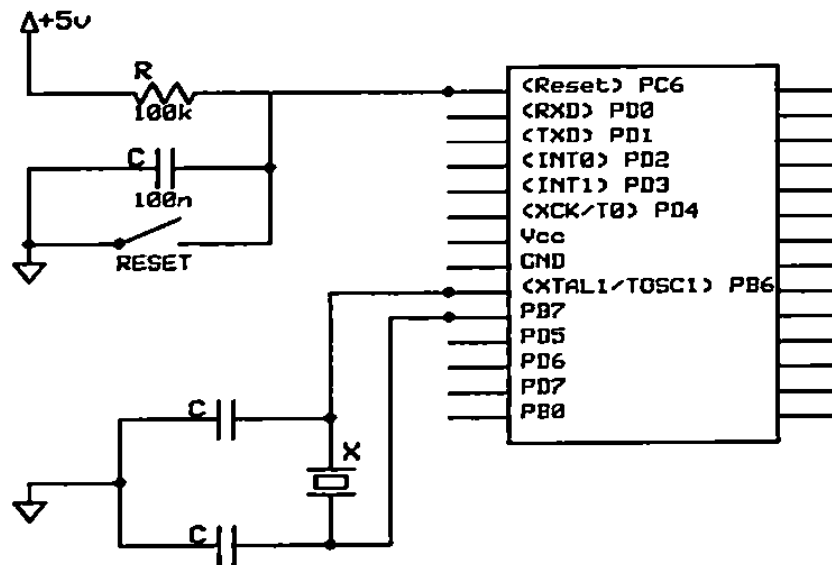 +5v
R
100k
C
100n
RESET
(Reset) PC6
(RXD) PD0
(TXD) PD1
(INT0) PD2
(INT1) PD3
(XCK/T0) PD4
Vcc
GND
(XTAL1/TOSC1) PB6
PB7
PD5
PD6
PD7
PB0
C
X
C